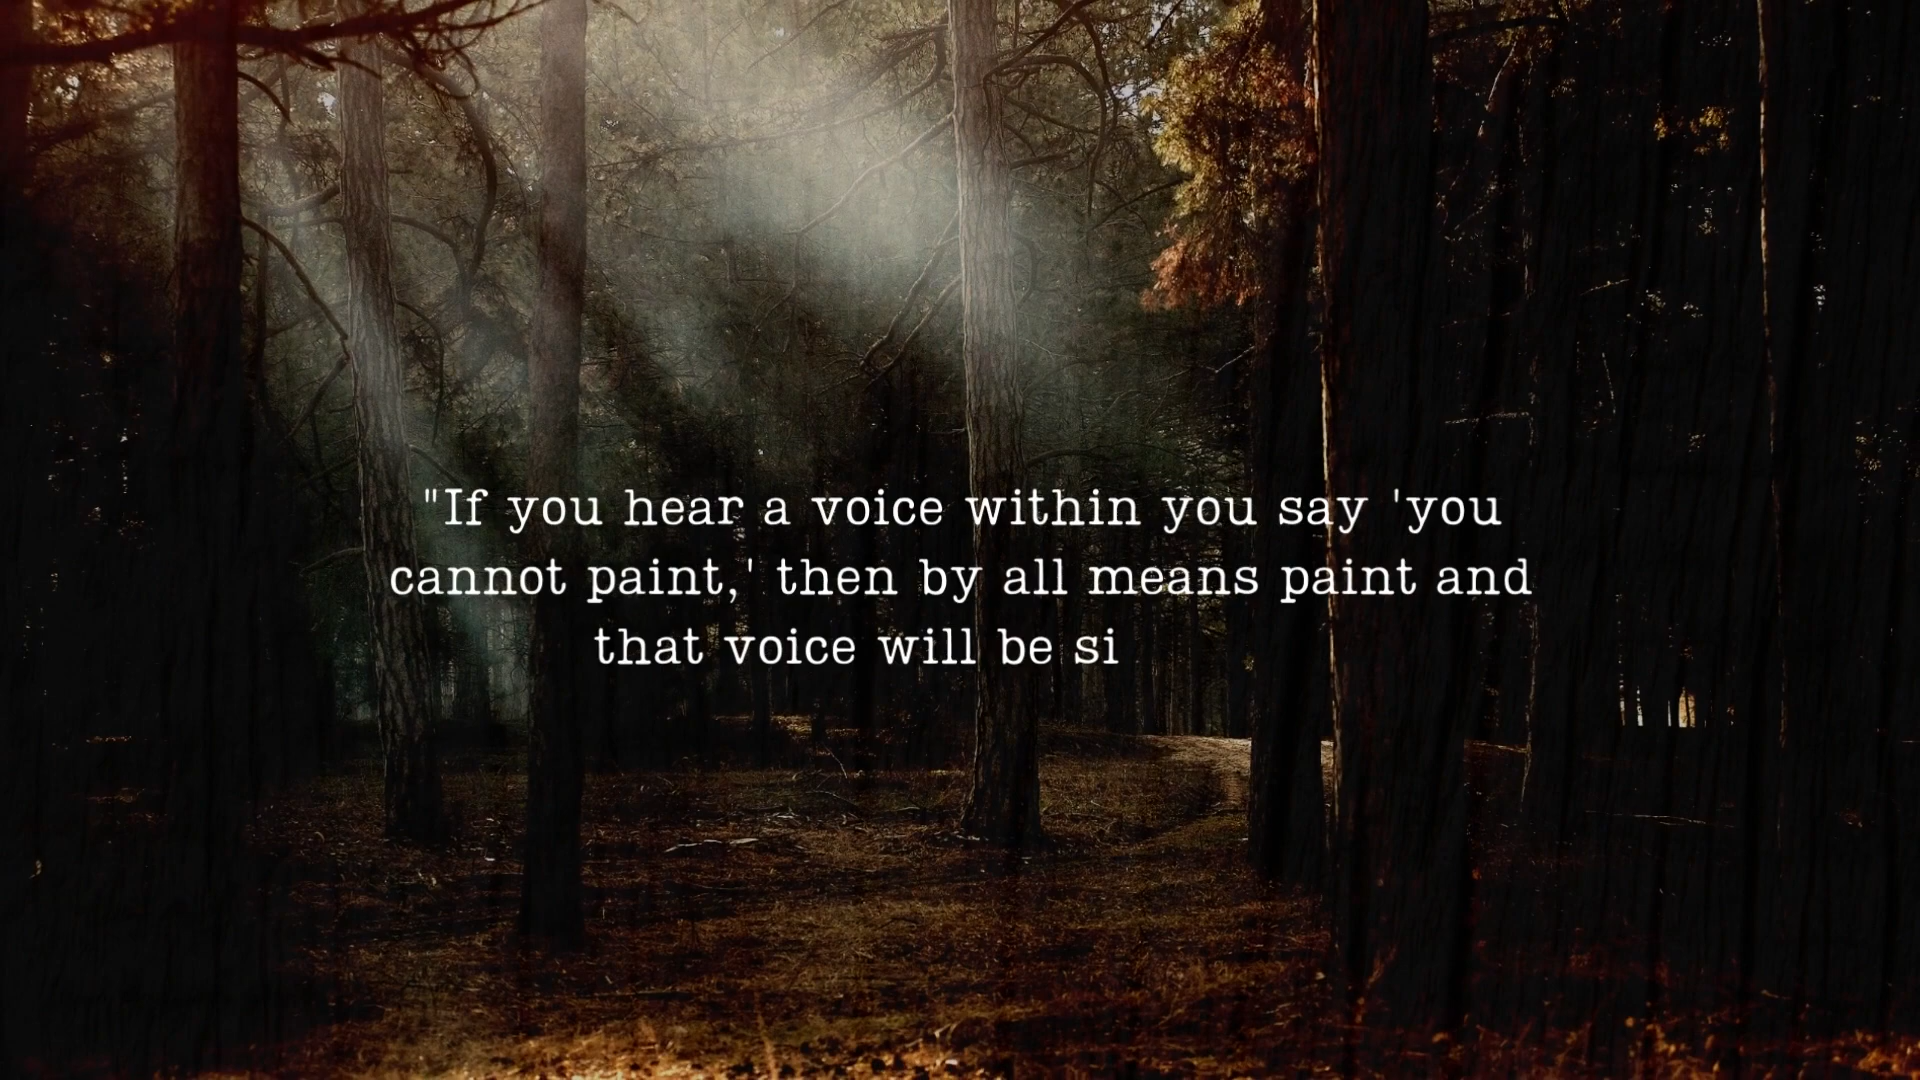 "If you hear a voice within you say 'you
cannot paint,' then by all means paint and
that voice will be si